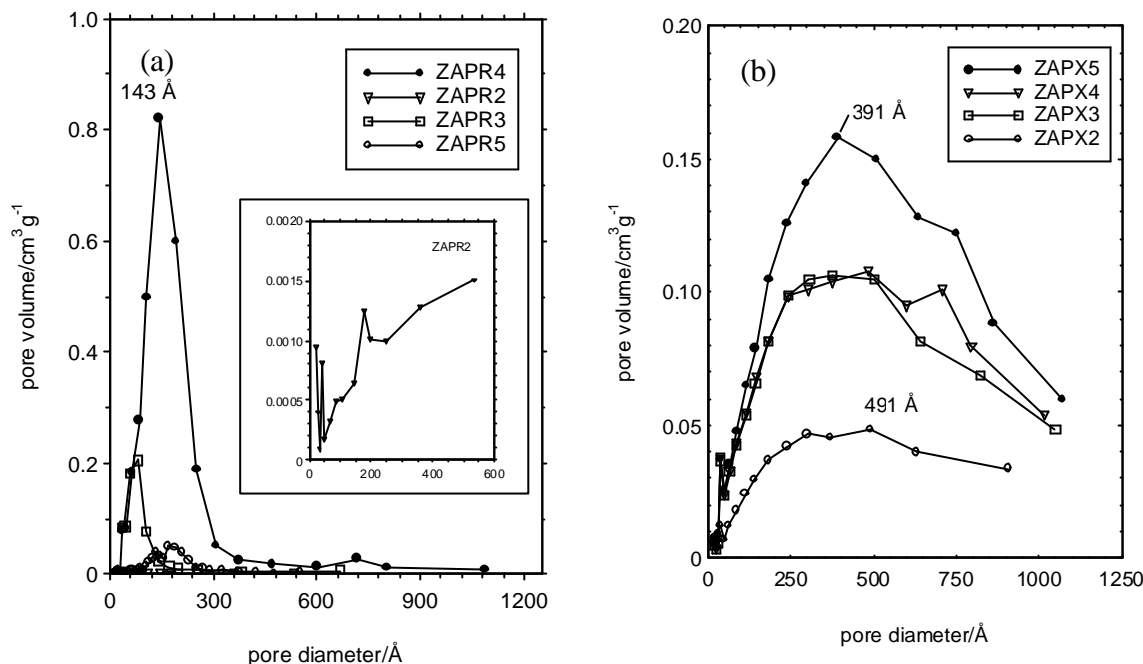 (a)
143 Å
ZAPR4
ZAPR2
ZAPR3
ZAPR5
pore volume/cm³g⁻¹
1.0
0.8
0.6
0.4
0.2
0
0 300 600 900 1200
pore diameter/Å
ZAPR2
0.0020
0.0015
0.0010
0.0005
0
0 200 400 600
(b)
391 Å
491 Å
ZAPX5
ZAPX4
ZAPX3
ZAPX2
pore volume/cm³g⁻¹
0.20
0.15
0.10
0.05
0
0 250 500 750 1000 1250
pore diameter/Å